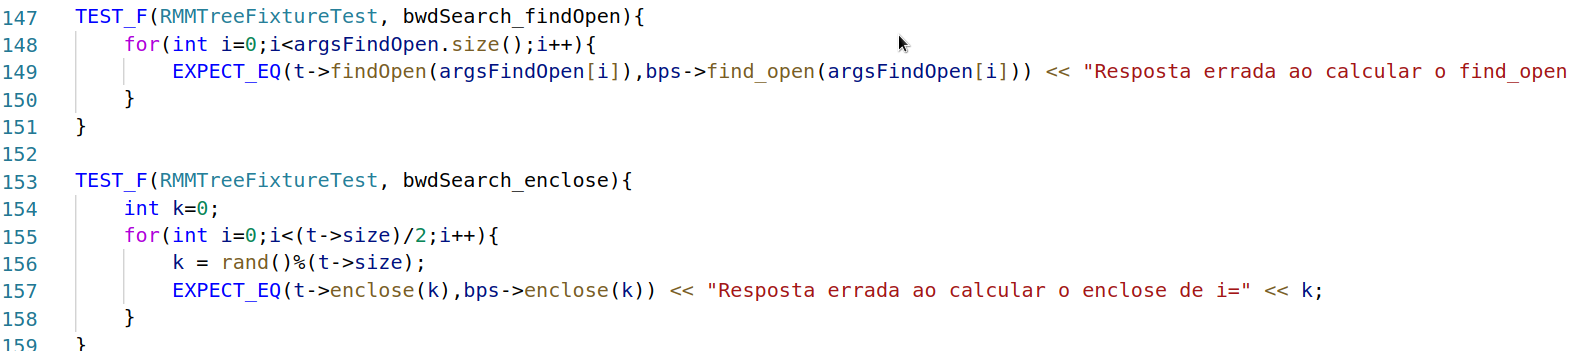 147 TEST_F(RMMTreeFixtureTest, bwdSearch_findOpen){
148 for(int i=0;i<argsFindOpen.size();i++){
149 EXPECT_EQ(t->findOpen(argsFindOpen[i]),bps->find_open(argsFindOpen[i])) << "Resposta errada ao calcular o find_open
150 }
151 }
152
153 TEST_F(RMMTreeFixtureTest, bwdSearch_enclose){
154 int k=0;
155 for(int i=0;i<(t->size)/2;i++){
156 k = rand()%(t->size);
157 EXPECT_EQ(t->enclose(k),bps->enclose(k)) << "Resposta errada ao calcular o enclose de i=" << k;
158 }
159 }